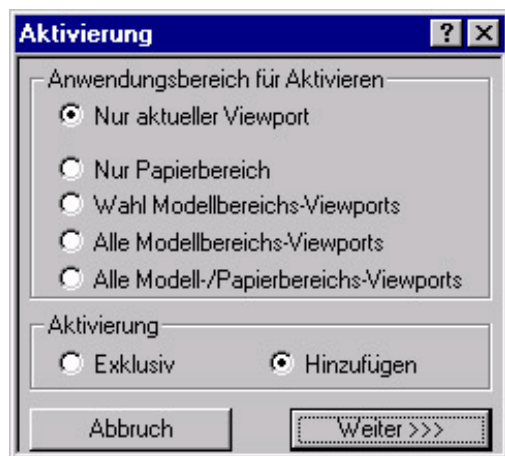 Aktivierung
Anwendungsbereich für Aktivieren
Nur aktueller Viewport
Nur Papierbereich
Wahl Modellbereichs-Viewports
Alle Modellbereichs-Viewports
Alle Modell-/Papierbereichs-Viewports
Aktivierung
Exklusiv Hinzufügen
Abbruch Weiter >>>